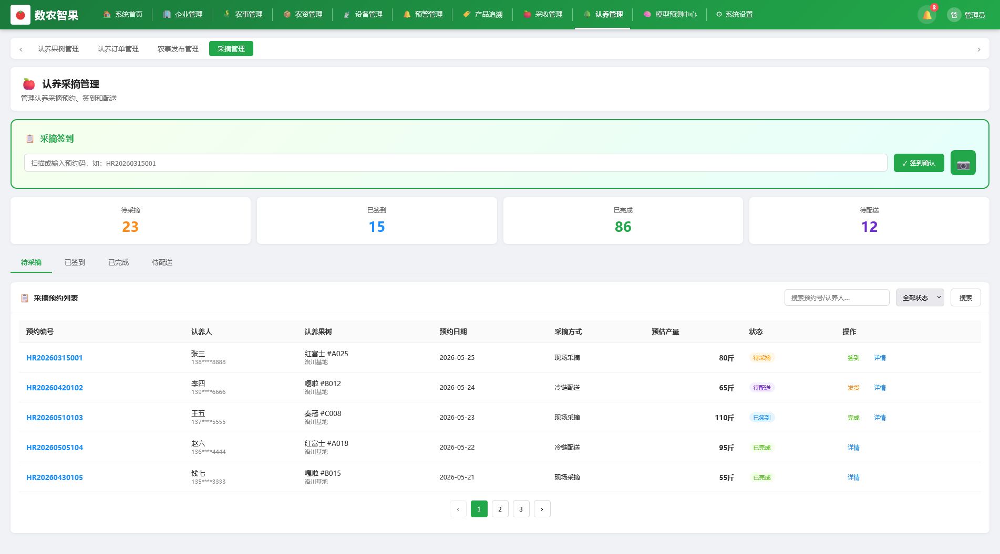 数农智果
系统首页
企业管理
农事管理
农资管理
设备管理
预警管理
产品追溯
采收管理
认养管理
模型预测中心
系统设置
3
管
管理员
‹ 认养果树管理 认养订单管理 农事发布管理 采摘管理 ›
认养采摘管理
管理认养采摘预约、签到和配送
采摘签到
扫描或输入预约码，如：HR20260315001
✓ 签到确认
待采摘 已签到 已完成 待配送
23 15 86 12
待采摘 已签到 已完成 待配送
采摘预约列表
搜索预约号/认养人...
全部状态
搜索
预约编号 认养人 认养果树 预约日期 采摘方式 预估产量 状态 操作
HR20260315001 张三 红富士 #A025 2026-05-25 现场采摘 80斤 待采摘 签到 详情
138****8888 洛川基地
HR20260420102 李四 嘎啦 #B012 2026-05-24 冷链配送 65斤 待配送 发货 详情
139****6666 洛川基地
HR20260510103 王五 秦冠 #C008 2026-05-23 现场采摘 110斤 已签到 完成 详情
137****5555 洛川基地
HR20260505104 赵六 红富士 #A018 2026-05-22 冷链配送 95斤 已完成 详情
136****4444 洛川基地
HR20260430105 钱七 嘎啦 #B015 2026-05-21 现场采摘 55斤 已完成 详情
135****3333 洛川基地
‹ 1 2 3 ›